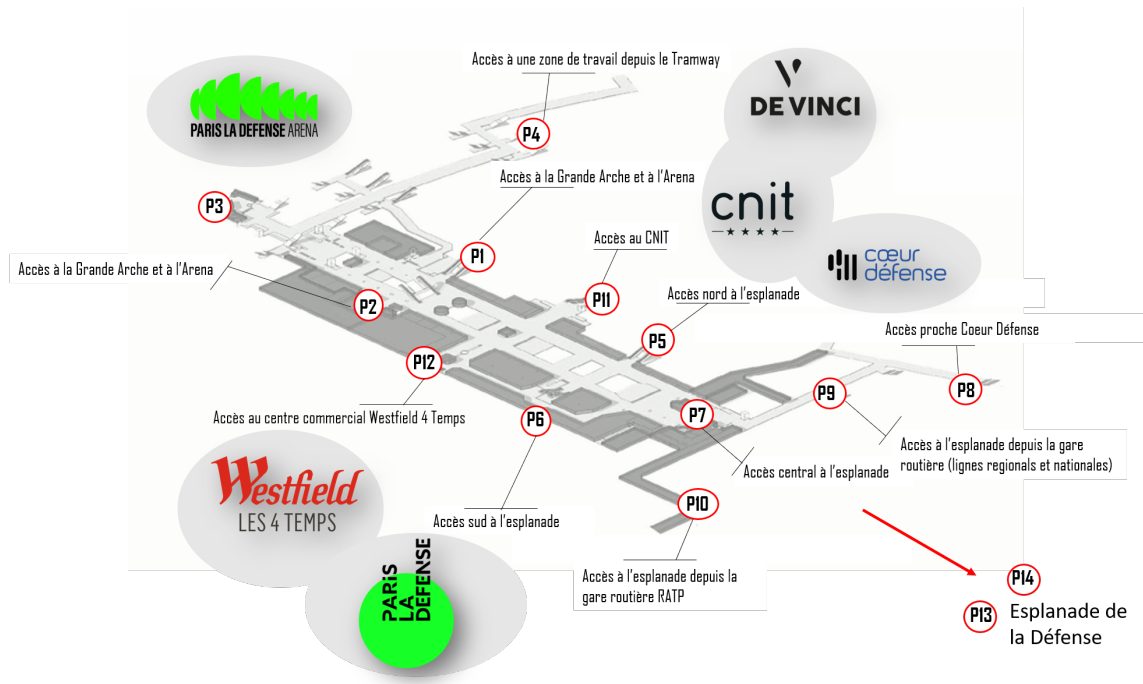 Accès à une zone de travail depuis le Tramway
DE VINCI
PARIS LA DEFENSE ARENA
P4
Accès à la Grande Arche et à l'Arena
cnit
P3
Accès au CNIT
P1
cœur
défense
Accès à la Grande Arche et à l'Arena
P11
Accès nord à l'esplanade
P2
Accès proche Coeur Défense
P5
P12
P8
P9
Accès au centre commercial Westfield 4 Temps
P6
P7
Accès à l'esplanade depuis la gare
routière (lignes regionals et nationales)
Accès central à l'esplanade
Westfield
LES 4 TEMPS
P10
Accès sud à l'esplanade
PARIS
LA
DEFENSE
Accès à l'esplanade depuis la
gare routière RATP
P14
P13
Esplanade de
la Défense